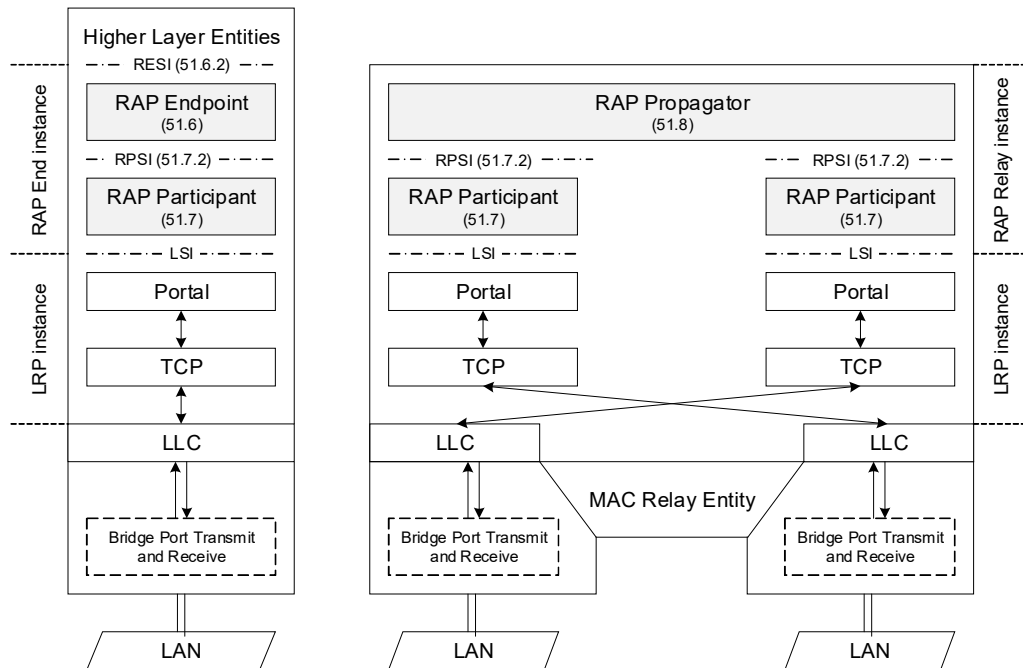 Higher Layer Entities
RESI (51.6.2)
RAP Endpoint
(51.6)
RPSI (51.7.2)
RAP Participant
(51.7)
LSI
Portal
TCP
LLC
Bridge Port Transmit
and Receive
LAN
RAP End instance
LRP instance
RAP Propagator
(51.8)
RPSI (51.7.2)
RPSI (51.7.2)
RAP Participant
(51.7)
RAP Participant
(51.7)
LSI
LSI
Portal
Portal
TCP
TCP
LLC
LLC
MAC Relay Entity
Bridge Port Transmit
and Receive
Bridge Port Transmit
and Receive
LAN
LAN
RAP Relay instance
LRP instance